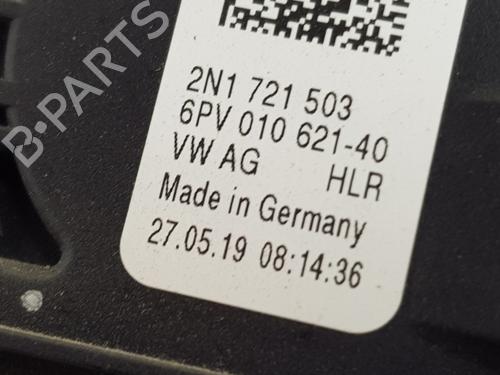 B-PARTS
2N1 721 503
6PV 010 621-40
VW AG HLR
Made in Germany
27.05.19 08:14:36